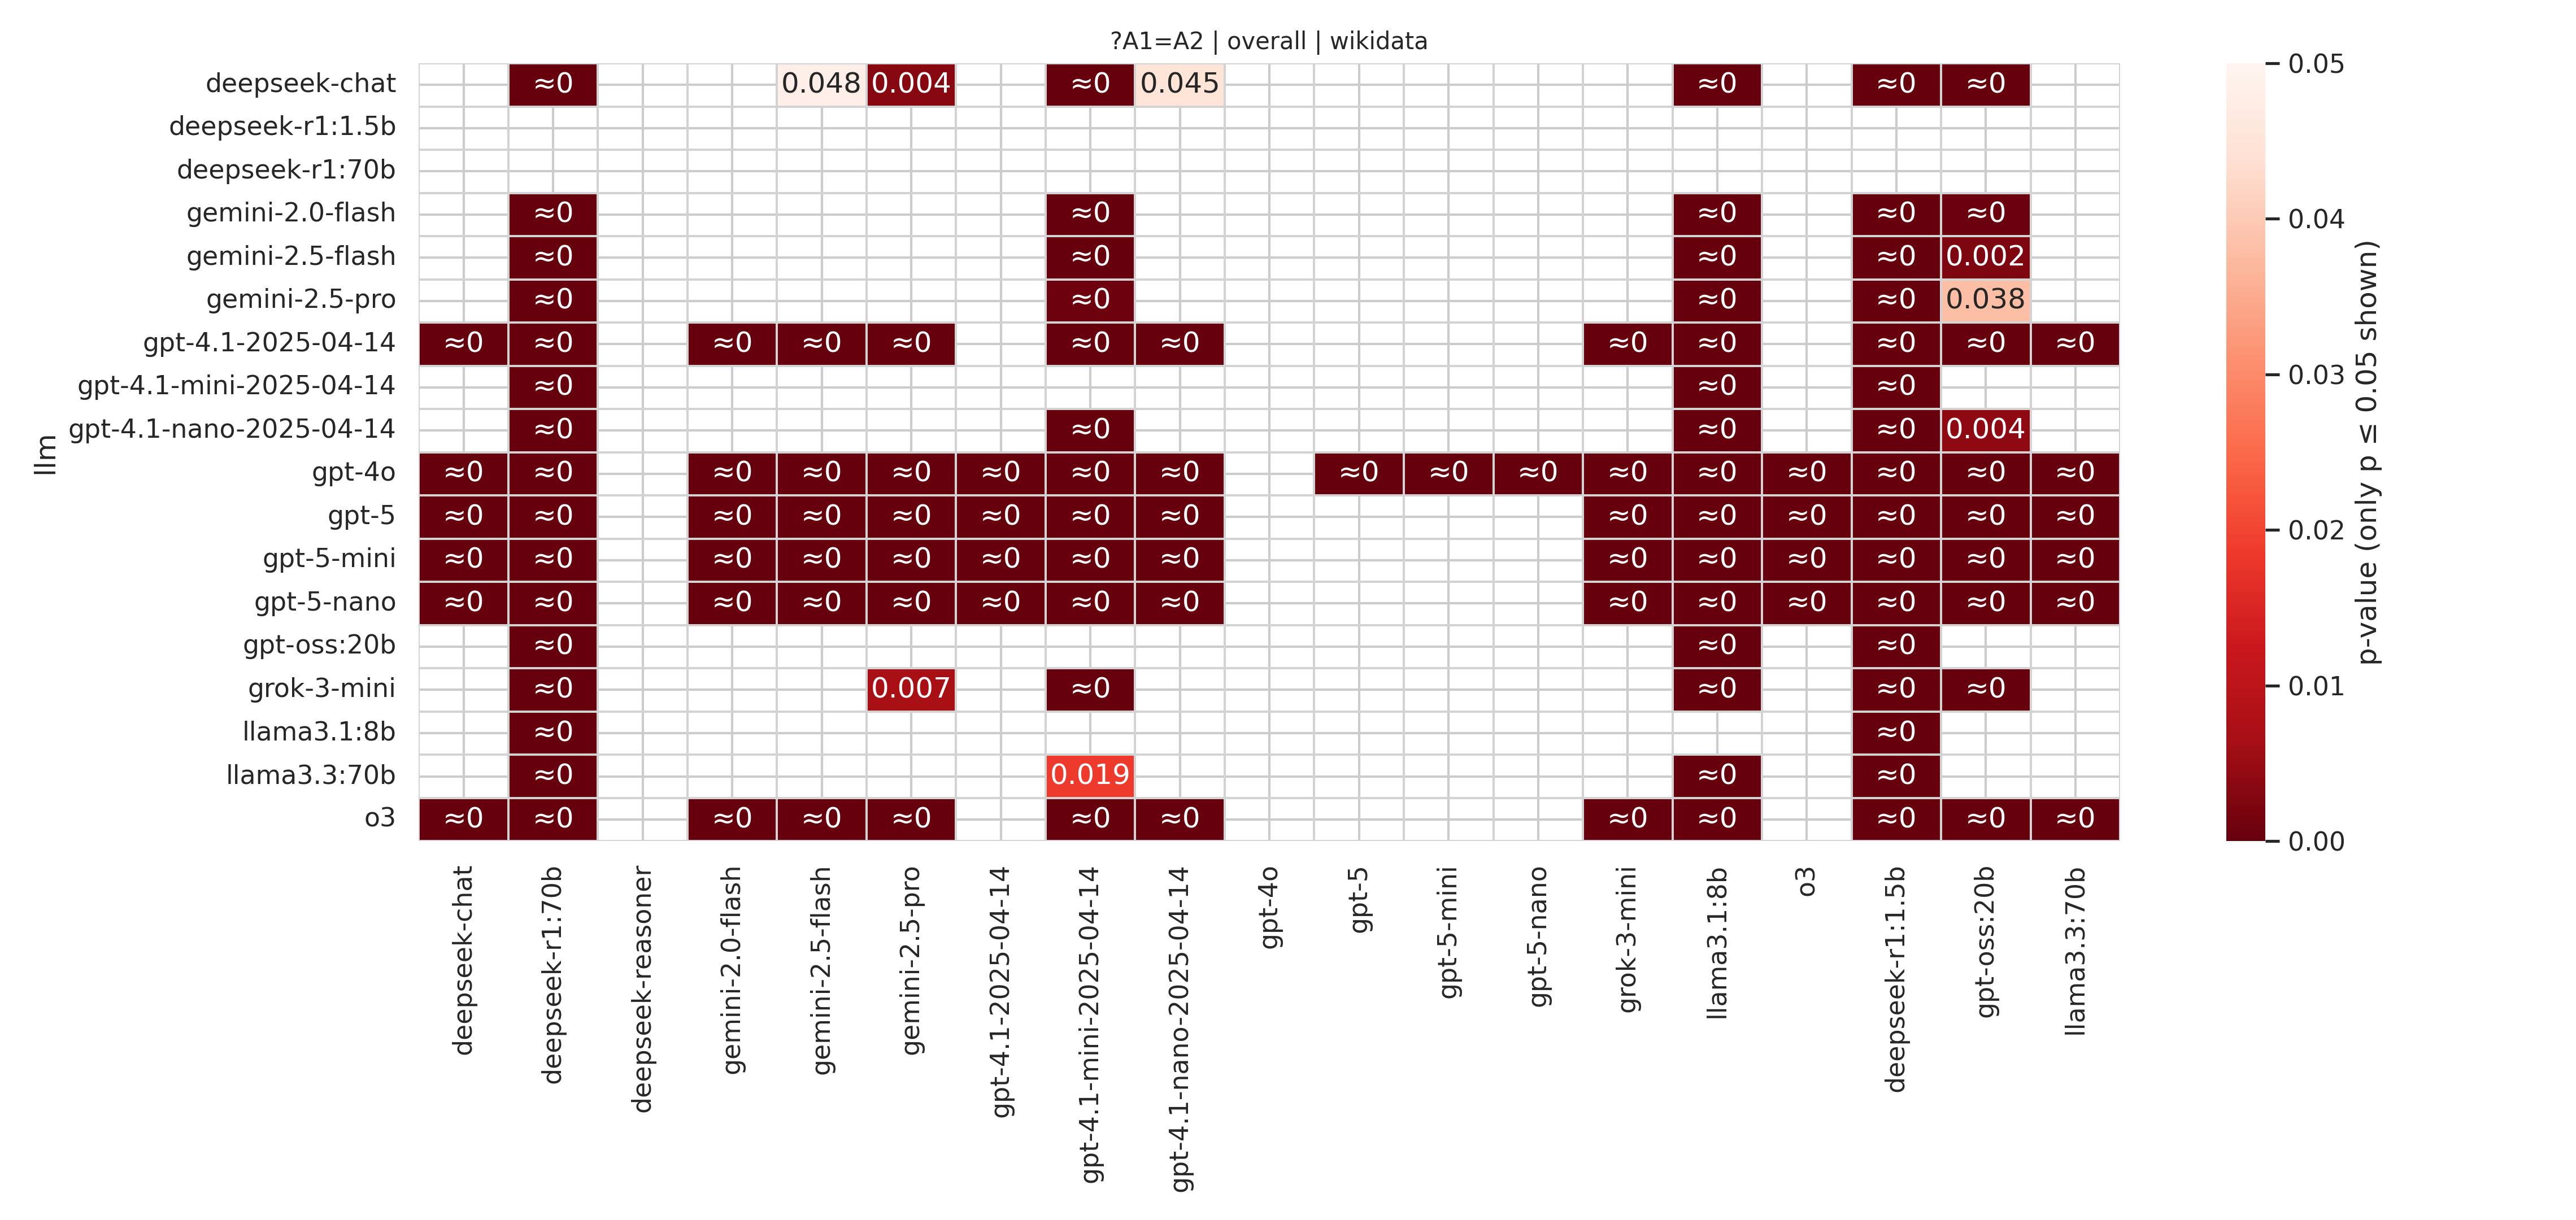 ?A1=A2 | overall | wikidata
llm
deepseek-chat ≈0 0.048 0.004 ≈0 0.045 ≈0 ≈0 ≈0
deepseek-r1:1.5b
deepseek-r1:70b
gemini-2.0-flash ≈0 ≈0 ≈0 ≈0 ≈0
gemini-2.5-flash ≈0 ≈0 ≈0 ≈0 0.002
gemini-2.5-pro ≈0 ≈0 ≈0 ≈0 0.038
gpt-4.1-2025-04-14 ≈0 ≈0 ≈0 ≈0 ≈0 ≈0 ≈0 ≈0 ≈0 ≈0 ≈0 ≈0
gpt-4.1-mini-2025-04-14 ≈0 ≈0 ≈0
gpt-4.1-nano-2025-04-14 ≈0 ≈0 ≈0 ≈0 0.004
gpt-4o ≈0 ≈0 ≈0 ≈0 ≈0 ≈0 ≈0 ≈0 ≈0 ≈0 ≈0 ≈0 ≈0 ≈0 ≈0 ≈0 ≈0
gpt-5 ≈0 ≈0 ≈0 ≈0 ≈0 ≈0 ≈0 ≈0 ≈0 ≈0 ≈0 ≈0 ≈0 ≈0
gpt-5-mini ≈0 ≈0 ≈0 ≈0 ≈0 ≈0 ≈0 ≈0 ≈0 ≈0 ≈0 ≈0 ≈0 ≈0
gpt-5-nano ≈0 ≈0 ≈0 ≈0 ≈0 ≈0 ≈0 ≈0 ≈0 ≈0 ≈0 ≈0 ≈0 ≈0
gpt-oss:20b ≈0 ≈0 ≈0
grok-3-mini ≈0 0.007 ≈0 ≈0 ≈0 ≈0
llama3.1:8b ≈0 ≈0
llama3.3:70b ≈0 0.019 ≈0 ≈0
o3 ≈0 ≈0 ≈0 ≈0 ≈0 ≈0 ≈0 ≈0 ≈0 ≈0 ≈0 ≈0
deepseek-chat
deepseek-r1:70b
deepseek-reasoner
gemini-2.0-flash
gemini-2.5-flash
gemini-2.5-pro
gpt-4.1-2025-04-14
gpt-4.1-mini-2025-04-14
gpt-4.1-nano-2025-04-14
gpt-4o
gpt-5
gpt-5-mini
gpt-5-nano
grok-3-mini
llama3.1:8b
o3
deepseek-r1:1.5b
gpt-oss:20b
llama3.3:70b
0.05
0.04
0.03
0.02
0.01
0.00
p-value (only p ≤ 0.05 shown)